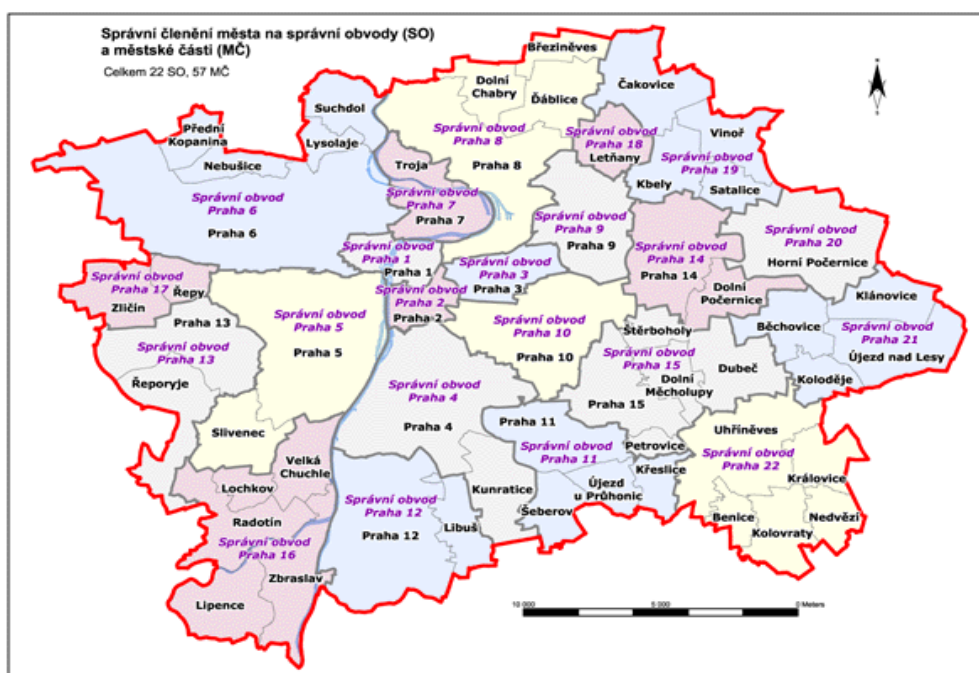 Správní členění města na správní obvody (SO)
a městské části (MČ)
Celkem 22 SO, 57 MČ
Březiněves
Dolní
Chabry
Ďáblice
Čakovice
Suchdol
Lysolaje
Přední
Kopanina
Nebušice
Správní obvod
Praha 8
Praha 8
Správní obvod
Praha 18
Letňany
Vinoř
Správní obvod
Praha 19
Kbely
Satalice
Troja
Správní obvod
Praha 7
Praha 7
Správní obvod
Praha 6
Praha 6
Správní obvod
Praha 9
Praha 9
Správní obvod
Praha 20
Horní Počernice
Správní obvod
Praha 1
Praha 1
Správní obvod
Praha 3
Praha 3
Správní obvod
Praha 14
Praha 14
Dolní
Počernice
Správní obvod
Praha 17
Zličín
Řepy
Správní obvod
Praha 2
Praha 2
Klánovice
Běchovice
Správní obvod
Praha 21
Újezd nad Lesy
Koloděje
Praha 13
Správní obvod
Praha 13
Řeporyje
Správní obvod
Praha 5
Praha 5
Správní obvod
Praha 10
Praha 10
Štěrboholy
Správní obvod
Praha 15
Dolní
Měcholupy
Dubeč
Praha 15
Petrovice
Správní obvod
Praha 4
Praha 4
Praha 11
Správní obvod
Praha 11
Slivenec
Velká
Chuchle
Lochkov
Radotín
Správní obvod
Praha 16
Zbraslav
Lipence
Správní obvod
Praha 12
Praha 12
Libuš
Kunratice
Šeberov
Újezd
u Průhonic
Křeslice
Uhříněves
Správní obvod
Praha 22
Královice
Benice
Kolovraty
Nedvězí
10 000
5 000
0 Meters